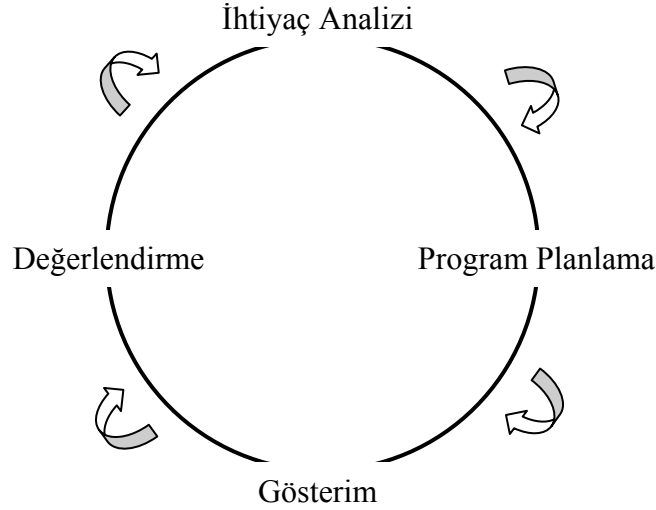 İhtiyaç Analizi
Değerlendirme
Program Planlama
Gösterim